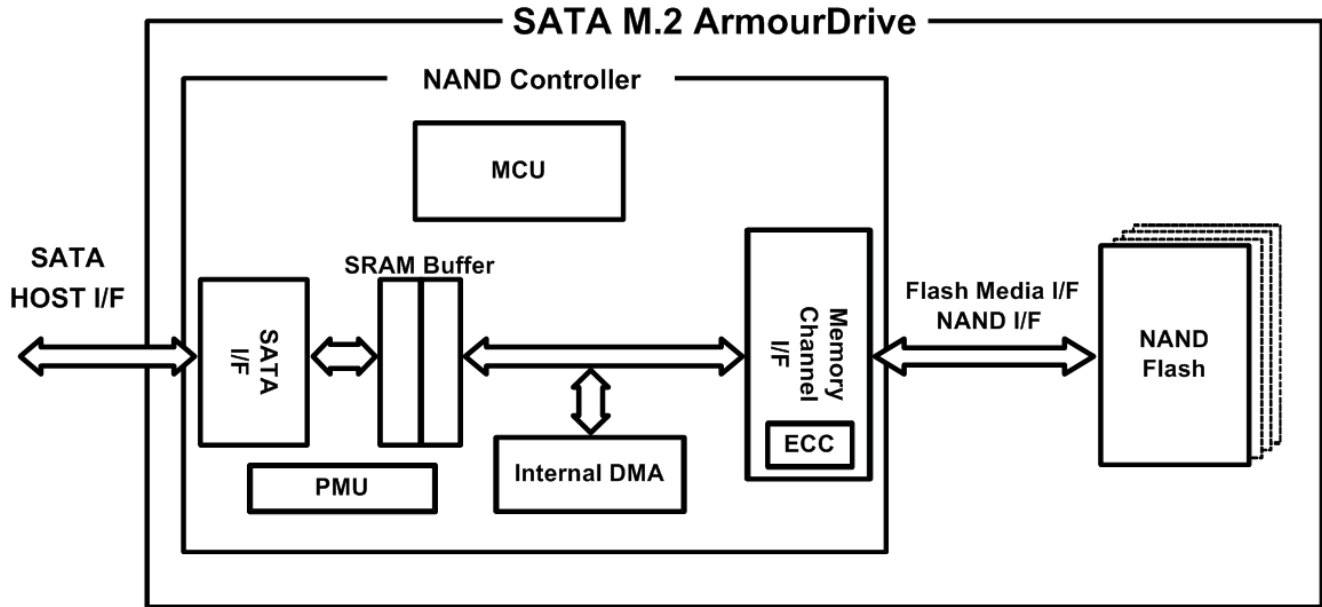 SATA M.2 ArmourDrive
NAND Controller
MCU
SATA
HOST I/F
SRAM Buffer
SATA
I/F
Memory
Channel
I/F
Flash Media I/F
NAND I/F
NAND
Flash
ECC
Internal DMA
PMU